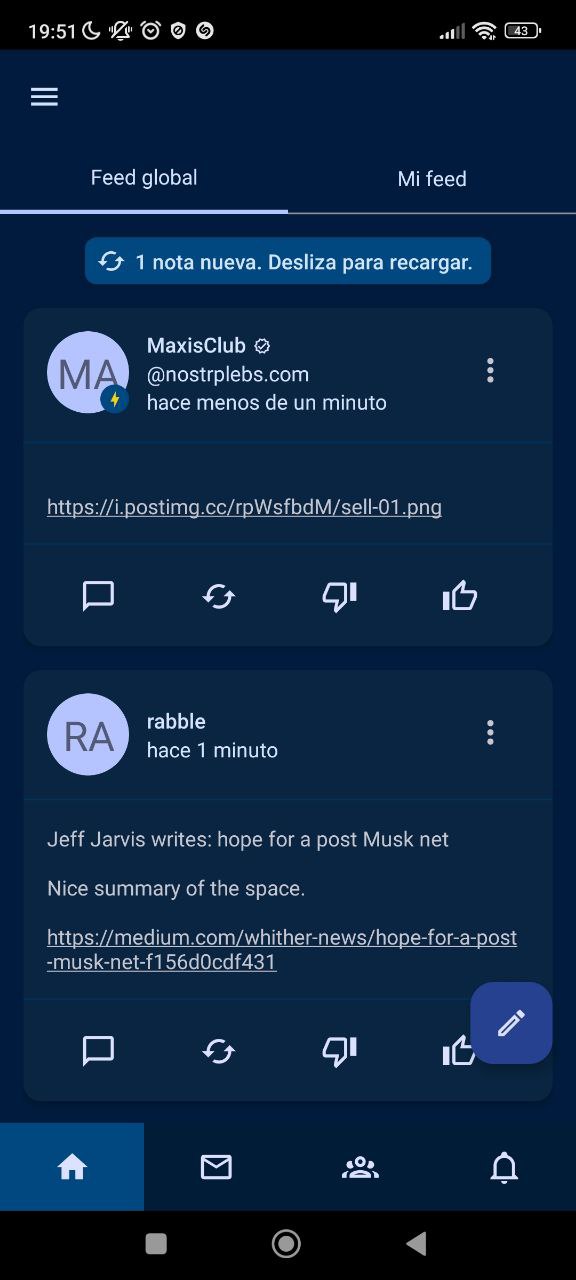 19:51
43
Feed global
Mi feed
1 nota nueva. Desliza para recargar.
MA
MaxisClub
@nostrplebs.com
hace menos de un minuto
https://i.postimg.cc/rpWsfbdM/sell-01.png
RA
rabble
hace 1 minuto
Jeff Jarvis writes: hope for a post Musk net
Nice summary of the space.
https://medium.com/whither-news/hope-for-a-post
-musk-net-f156d0cdf431